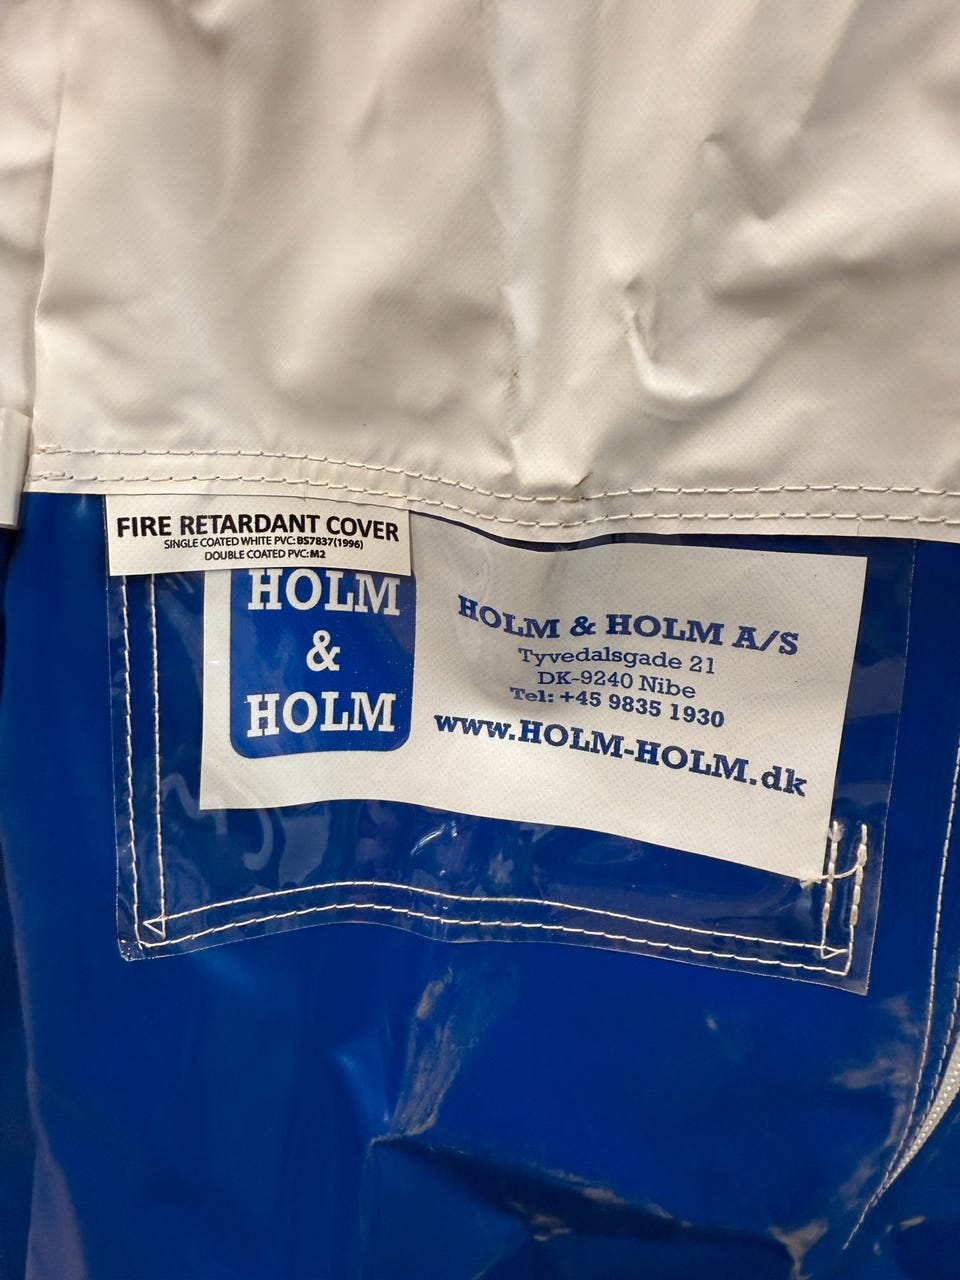 FIRE RETARDANT COVER
SINGLE COATED WHITE PVC:BS7837(1996)
DOUBLE COATED PVC:M2
HOLM
&
HOLM
HOLM & HOLM A/S
Tyvedalsgade 21
DK-9240 Nibe
Tel: +45 9835 1930
www.HOLM-HOLM.dk